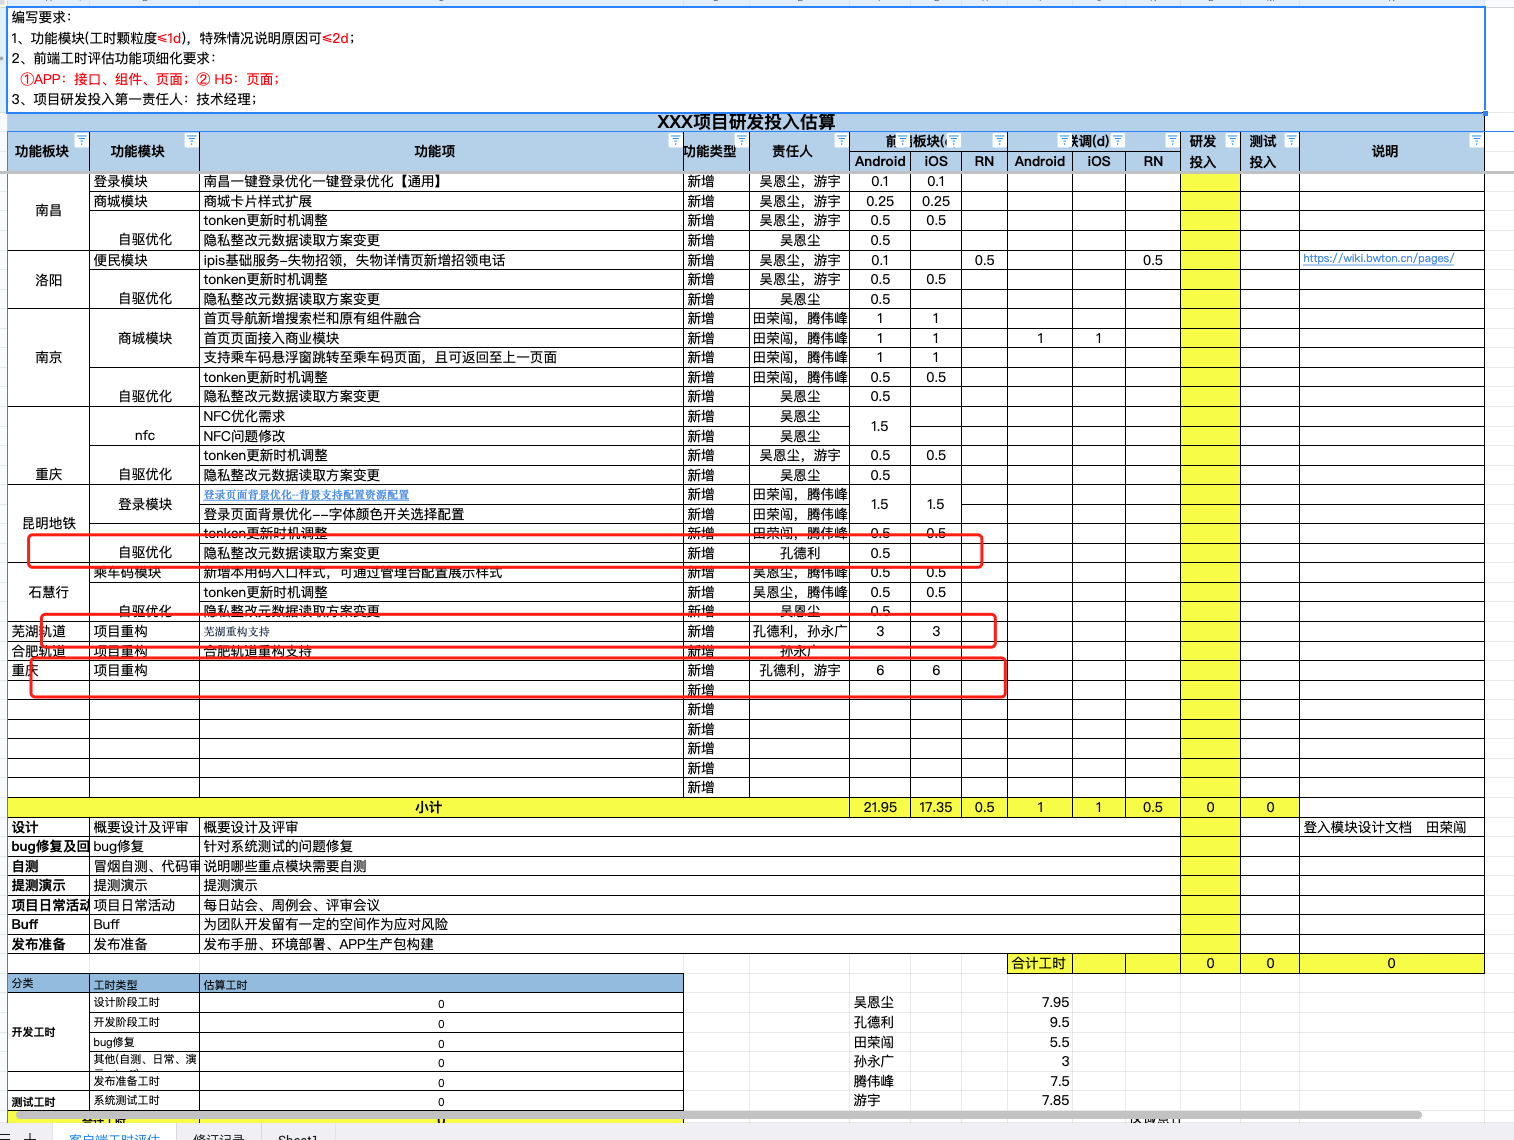 编写要求：
1、功能模块(工时颗粒度≤1d)，特殊情况说明原因可≤2d；
2、前端工时评估功能项细化要求：
①APP：接口、组件、页面；② H5：页面；
3、项目研发投入第一责任人：技术经理；
XXX项目研发投入估算
功能板块 功能模块 功能项 功能类型 责任人 前 板块( 联调(d) 研发投入 测试投入 说明
Android iOS RN Android iOS RN
南昌 登录模块 南昌一键登录优化一键登录优化【通用】 新增 吴恩尘，游宇 0.1 0.1
商城模块 商城卡片样式扩展 新增 吴恩尘，游宇 0.25 0.25
自驱优化 tonken更新时机调整 新增 吴恩尘，游宇 0.5 0.5
隐私整改元数据读取方案变更 新增 吴恩尘 0.5
洛阳 便民模块 ipis基础服务-失物招领，失物详情页新增招领电话 新增 吴恩尘，游宇 0.1 0.5 0.5 https://wiki.bwton.cn/pages/
自驱优化 tonken更新时机调整 新增 吴恩尘，游宇 0.5 0.5
隐私整改元数据读取方案变更 新增 吴恩尘 0.5
南京 商城模块 首页导航新增搜索栏和原有组件融合 新增 田荣闯，腾伟峰 1 1
首页页面接入商业模块 新增 田荣闯，腾伟峰 1 1 1 1
支持乘车码悬浮窗跳转至乘车码页面，且可返回至上一页面 新增 田荣闯，腾伟峰 1 1
自驱优化 tonken更新时机调整 新增 田荣闯，腾伟峰 0.5 0.5
隐私整改元数据读取方案变更 新增 吴恩尘 0.5
重庆 nfc NFC优化需求 新增 吴恩尘 1.5
NFC问题修改 新增 吴恩尘
自驱优化 tonken更新时机调整 新增 吴恩尘，游宇 0.5 0.5
隐私整改元数据读取方案变更 新增 吴恩尘 0.5
昆明地铁 登录模块 登录页面背景优化--背景支持配置资源配置 新增 田荣闯，腾伟峰 1.5 1.5
登录页面背景优化--字体颜色开关选择配置 新增 田荣闯，腾伟峰
自驱优化 tonken更新时机调整 新增 田荣闯，腾伟峰 0.5 0.5
隐私整改元数据读取方案变更 新增 孔德利 0.5
石慧行 乘车码模块 新增本用码入口样式，可通过管理台配置展示样式 新增 吴恩尘，腾伟峰 0.5 0.5
自驱优化 tonken更新时机调整 新增 吴恩尘，腾伟峰 0.5 0.5
隐私整改元数据读取方案变更 新增 吴恩尘 0.5
芜湖轨道 项目重构 芜湖重构支持 新增 孔德利，孙永广 3 3
合肥轨道 项目重构 合肥轨道重构支持 新增 孙永广
重庆 项目重构 新增 孔德利，游宇 6 6
新增
新增
新增
新增
新增
新增
小计 21.95 17.35 0.5 1 1 0.5 0 0
设计 概要设计及评审 概要设计及评审 登入模块设计文档 田荣闯
bug修复及回 bug修复 针对系统测试的问题修复
自测 冒烟自测、代码审 说明哪些重点模块需要自测
提测演示 提测演示 提测演示
项目日常活动 项目日常活动 每日站会、周例会、评审会议
Buff Buff 为团队开发留有一定的空间作为应对风险
发布准备 发布准备 发布手册、环境部署、APP生产包构建
合计工时 0 0 0
分类 工时类型 估算工时
开发工时 设计阶段工时 0 吴恩尘 7.95
开发阶段工时 0 孔德利 9.5
bug修复 0 田荣闯 5.5
其他(自测、日常、演 0 孙永广 3
发布准备工时 0 腾伟峰 7.5
测试工时 系统测试工时 0 游宇 7.85
合计工时 0
客户端工时评估 修订记录 Sheet1